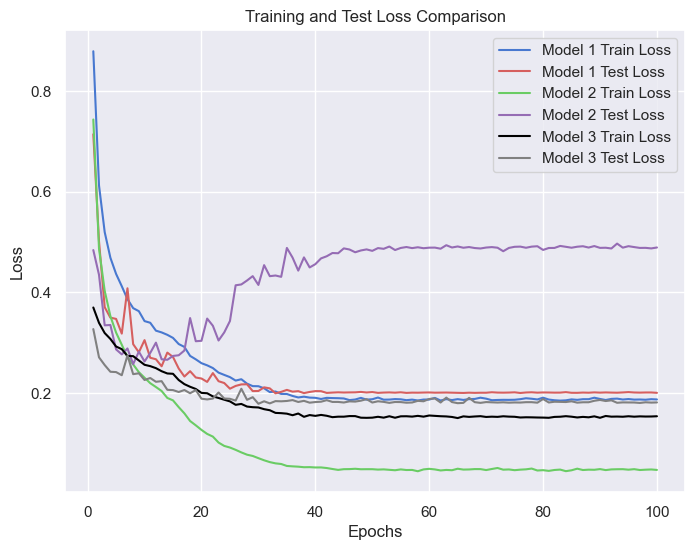 Training and Test Loss Comparison
Model 1 Train Loss
Model 1 Test Loss
Model 2 Train Loss
Model 2 Test Loss
Model 3 Train Loss
Model 3 Test Loss
0.8
0.6
0.4
0.2
Loss
0 20 40 60 80 100
Epochs